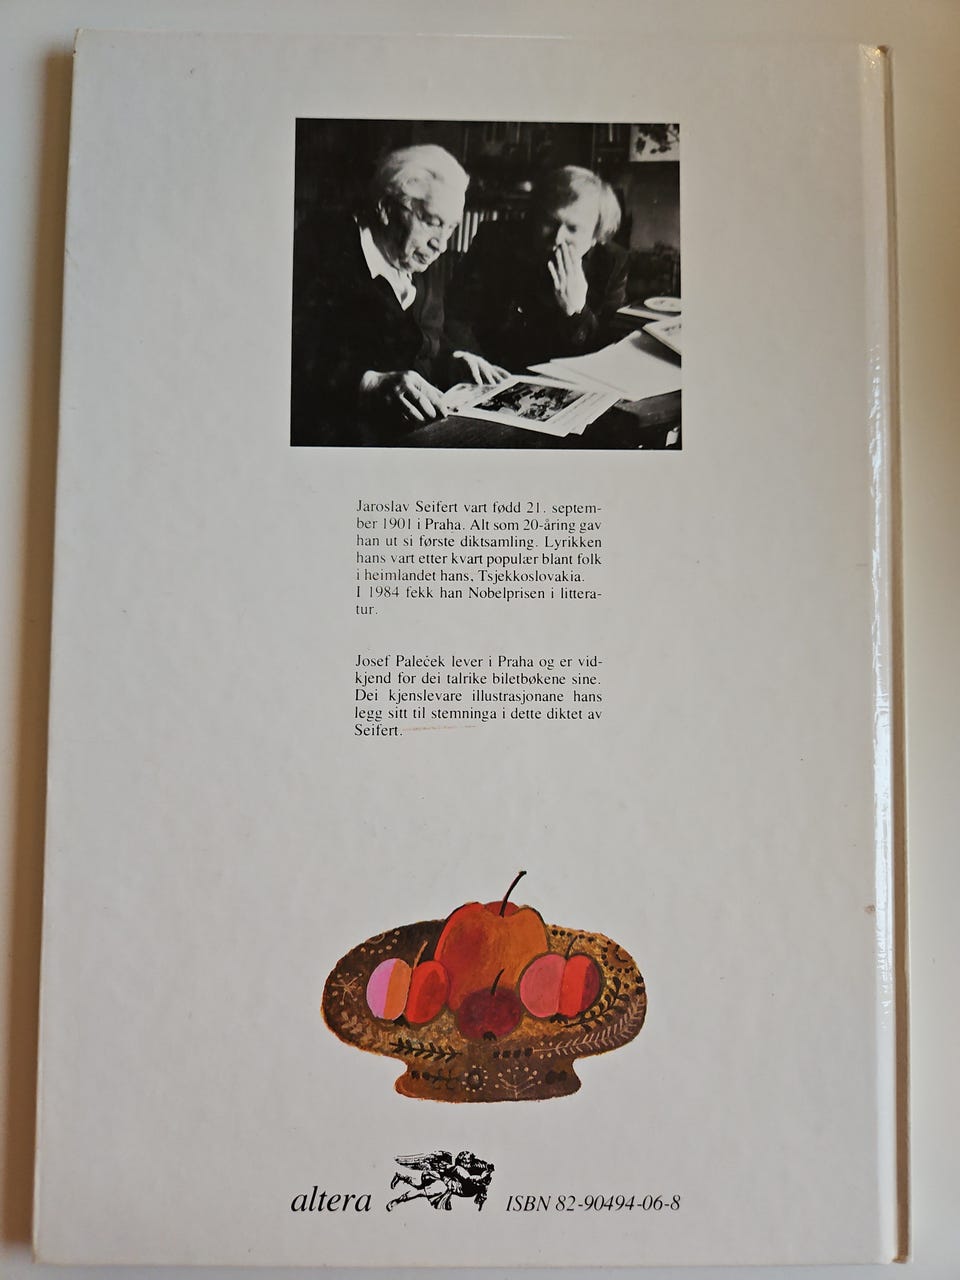 Jaroslav Seifert vart fødd 21. septem-
ber 1901 i Praha. Alt som 20-åring gav
han ut si første diktsamling. Lyrikken
hans vart etter kvart populær blant folk
i heimlandet hans, Tsjekkoslovakia.
I 1984 fekk han Nobelprisen i littera-
tur.
Josef Paleček lever i Praha og er vid-
kjend for dei talrike biletbøkene sine.
Dei kjenslevare illustrasjonane hans
legg sitt til stemninga i dette diktet av
Seifert.
altera ISBN 82-90494-06-8